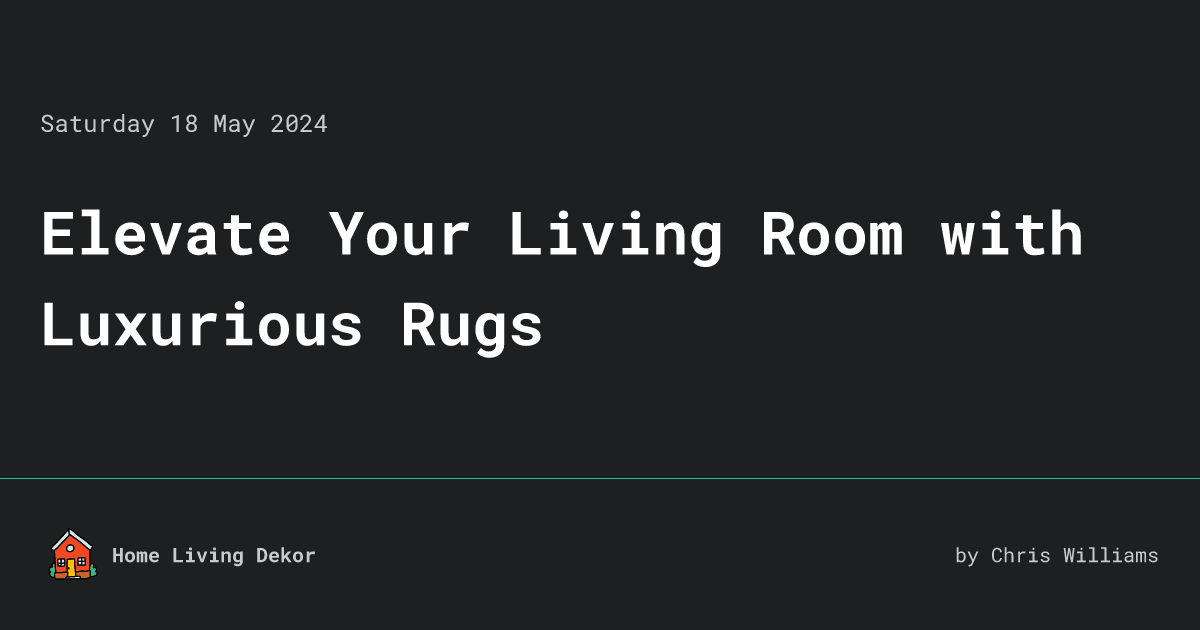 Saturday 18 May 2024
Elevate Your Living Room with
Luxurious Rugs
Home Living Dekor
by Chris Williams